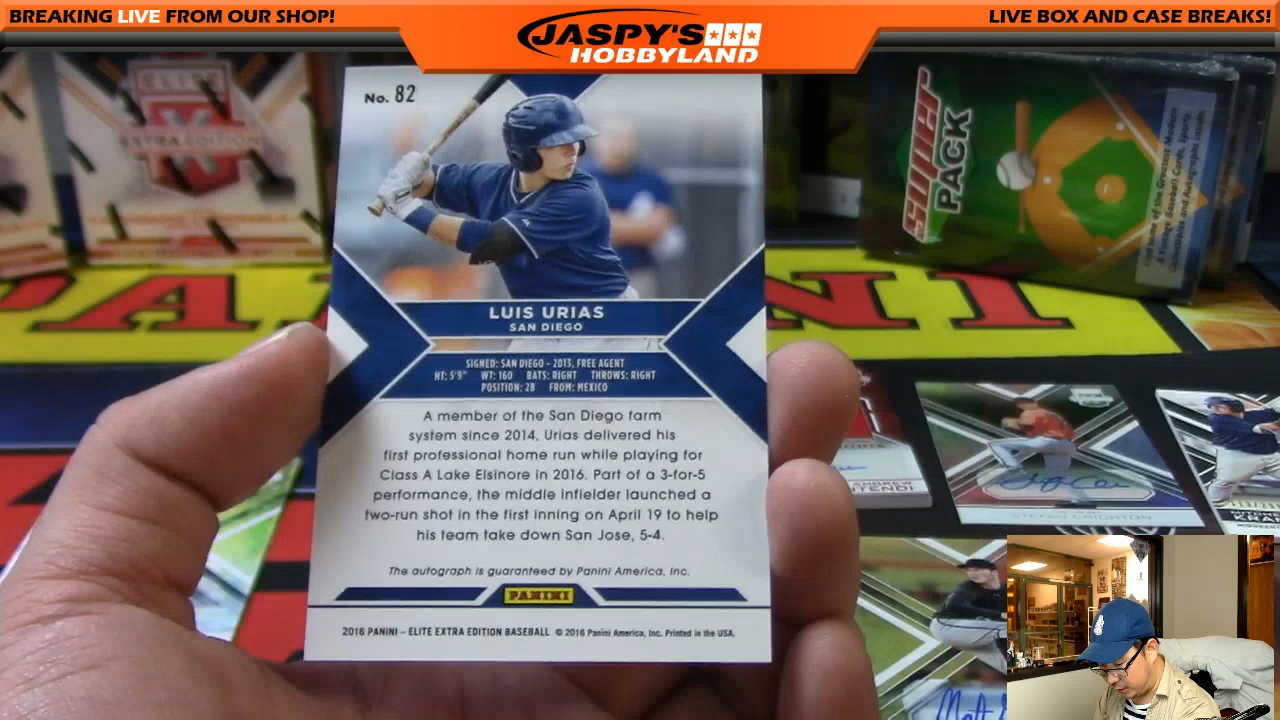 BREAKING LIVE FROM OUR SHOP!
JASPY'S
HOBBYLAND
LIVE BOX AND CASE BREAKS!
No. 82
ELITE
EXTRA EDITION
SUPER
PACK
LUIS URIAS
SAN DIEGO
SIGNED: SAN DIEGO - 2013, FREE AGENT
HT: 5'9" WT: 160 BATS: RIGHT THROWS: RIGHT
POSITION: 2B FROM: MEXICO
A member of the San Diego farm
system since 2014, Urias delivered his
first professional home run while playing for
Class A Lake Elsinore in 2016. Part of a 3-for-5
performance, the middle infielder launched a
two-run shot in the first inning on April 19 to help
his team take down San Jose, 5-4.
The autograph is guaranteed by Panini America, Inc.
PANINI
2016 PANINI – ELITE EXTRA EDITION BASEBALL © 2016 Panini America, Inc. Printed in the USA.
STEFAN CRICHTON